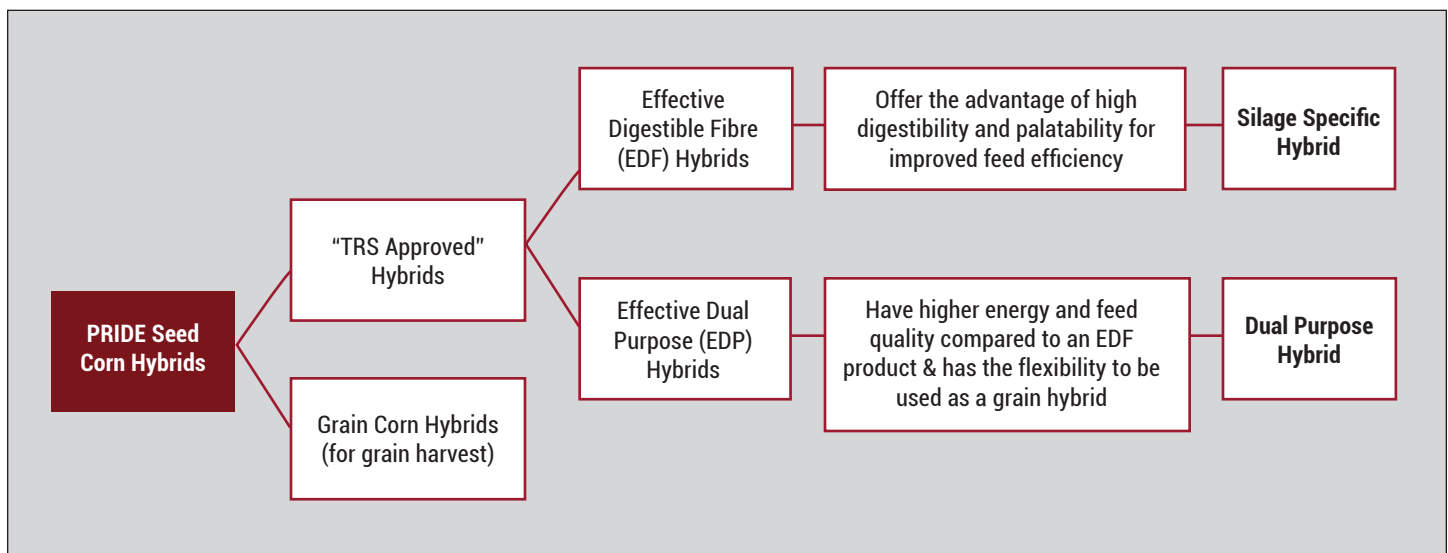 PRIDE Seed
Corn Hybrids
“TRS Approved”
Hybrids
Grain Corn Hybrids
(for grain harvest)
Effective
Digestible Fibre
(EDF) Hybrids
Offer the advantage of high
digestibility and palatability for
improved feed efficiency
Silage Specific
Hybrid
Effective Dual
Purpose (EDP)
Hybrids
Have higher energy and feed
quality compared to an EDF
product & has the flexibility to be
used as a grain hybrid
Dual Purpose
Hybrid